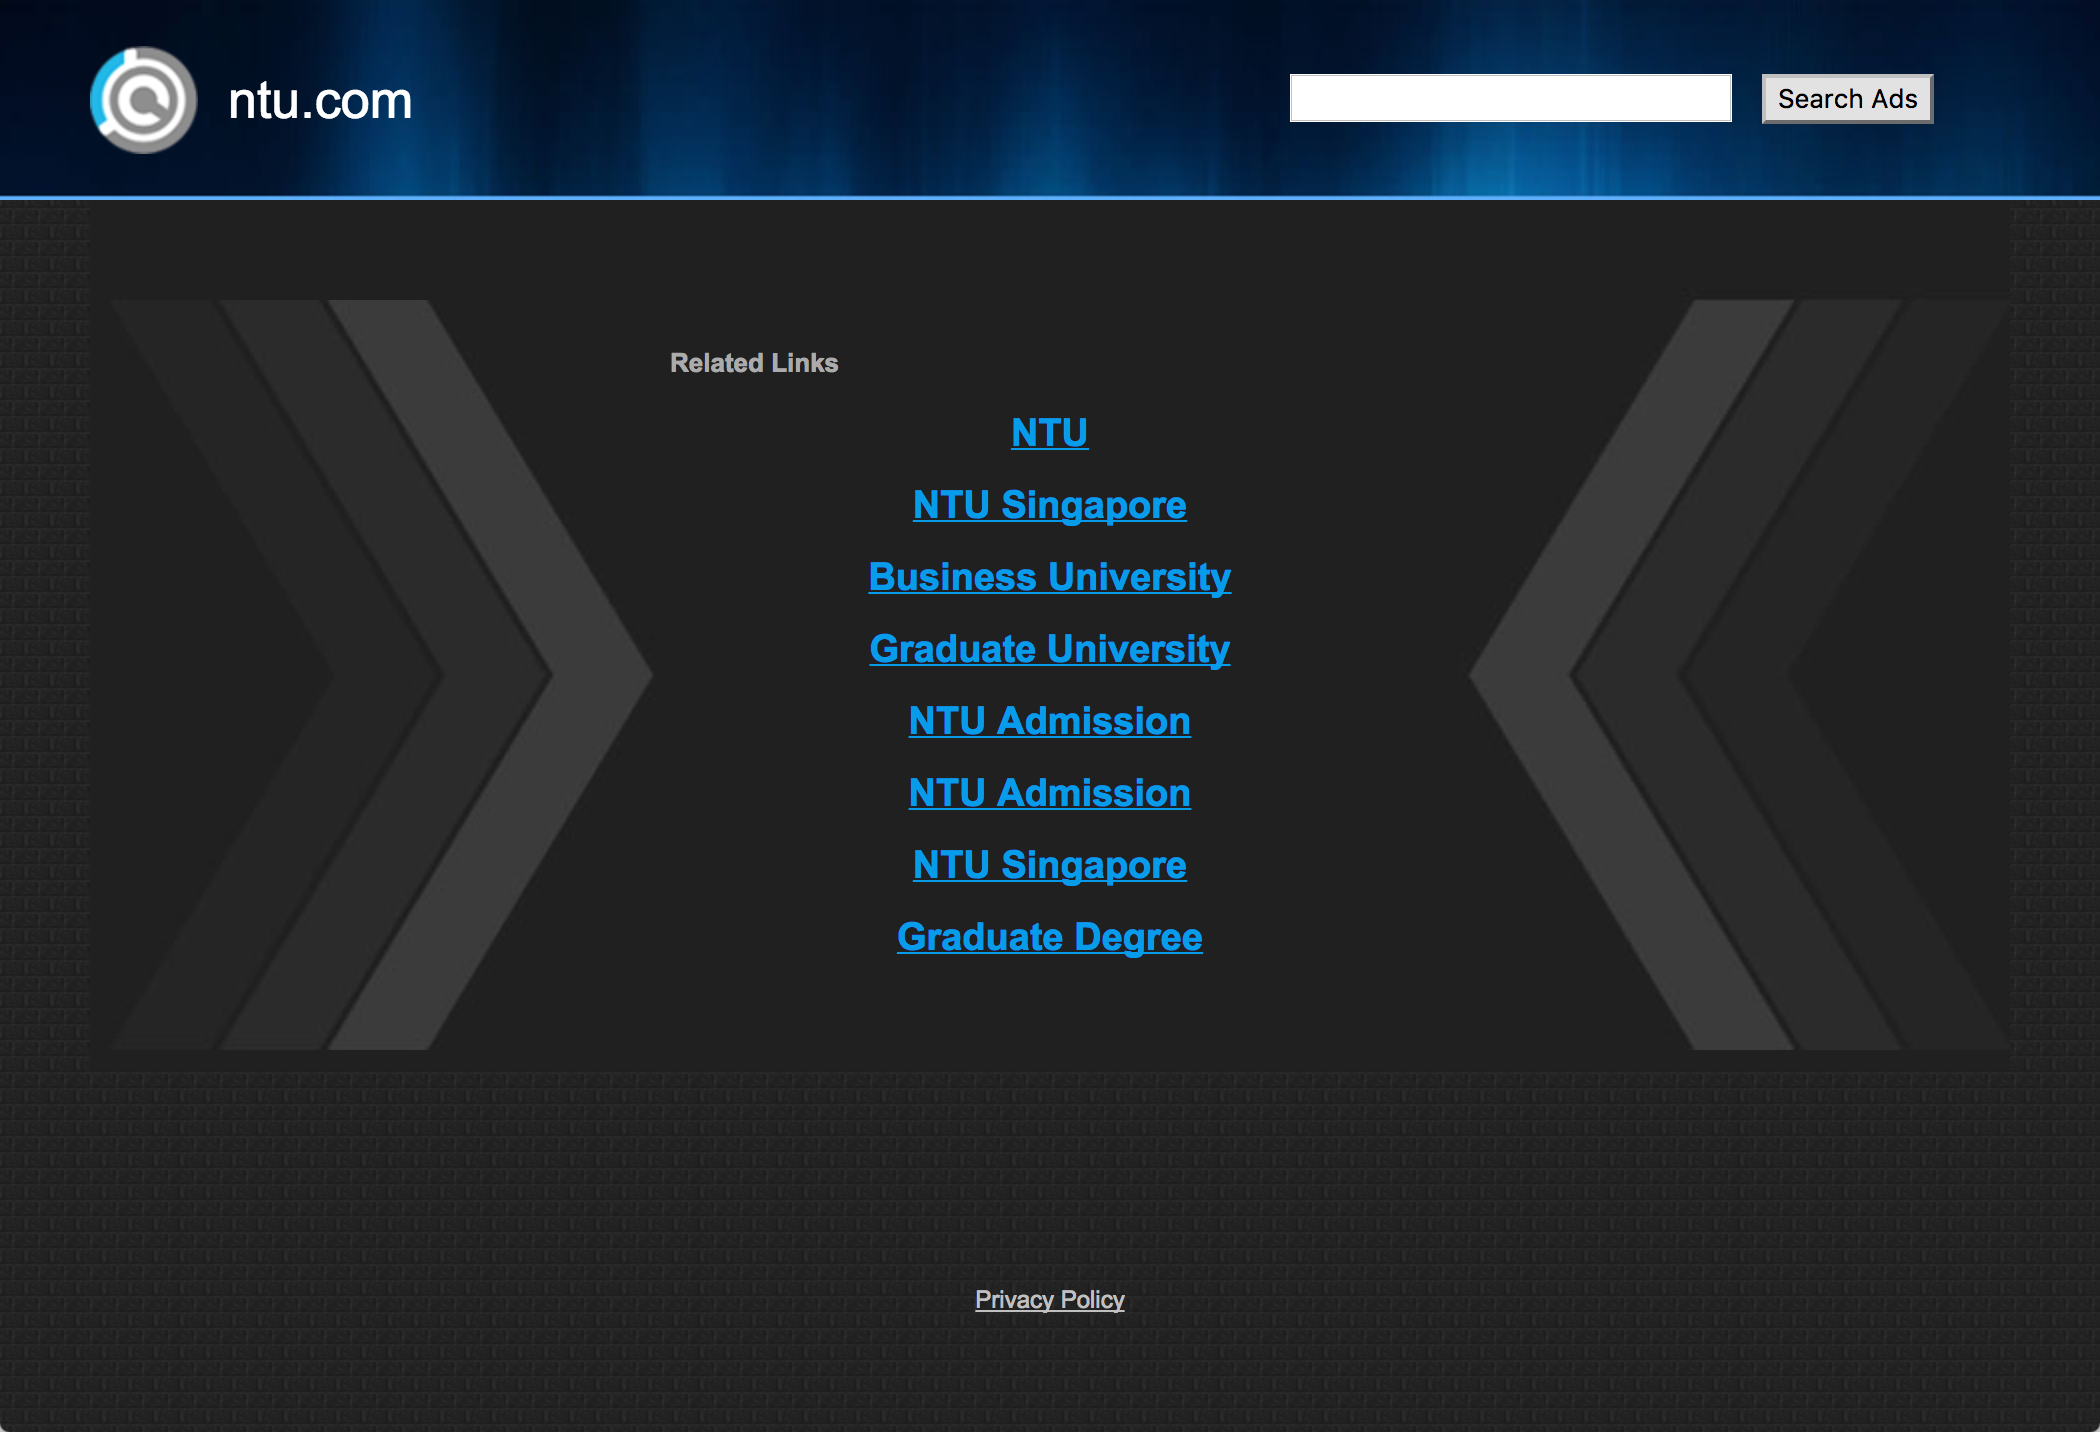 ntu.com
Search Ads
Related Links
NTU
NTU Singapore
Business University
Graduate University
NTU Admission
NTU Admission
NTU Singapore
Graduate Degree
Privacy Policy